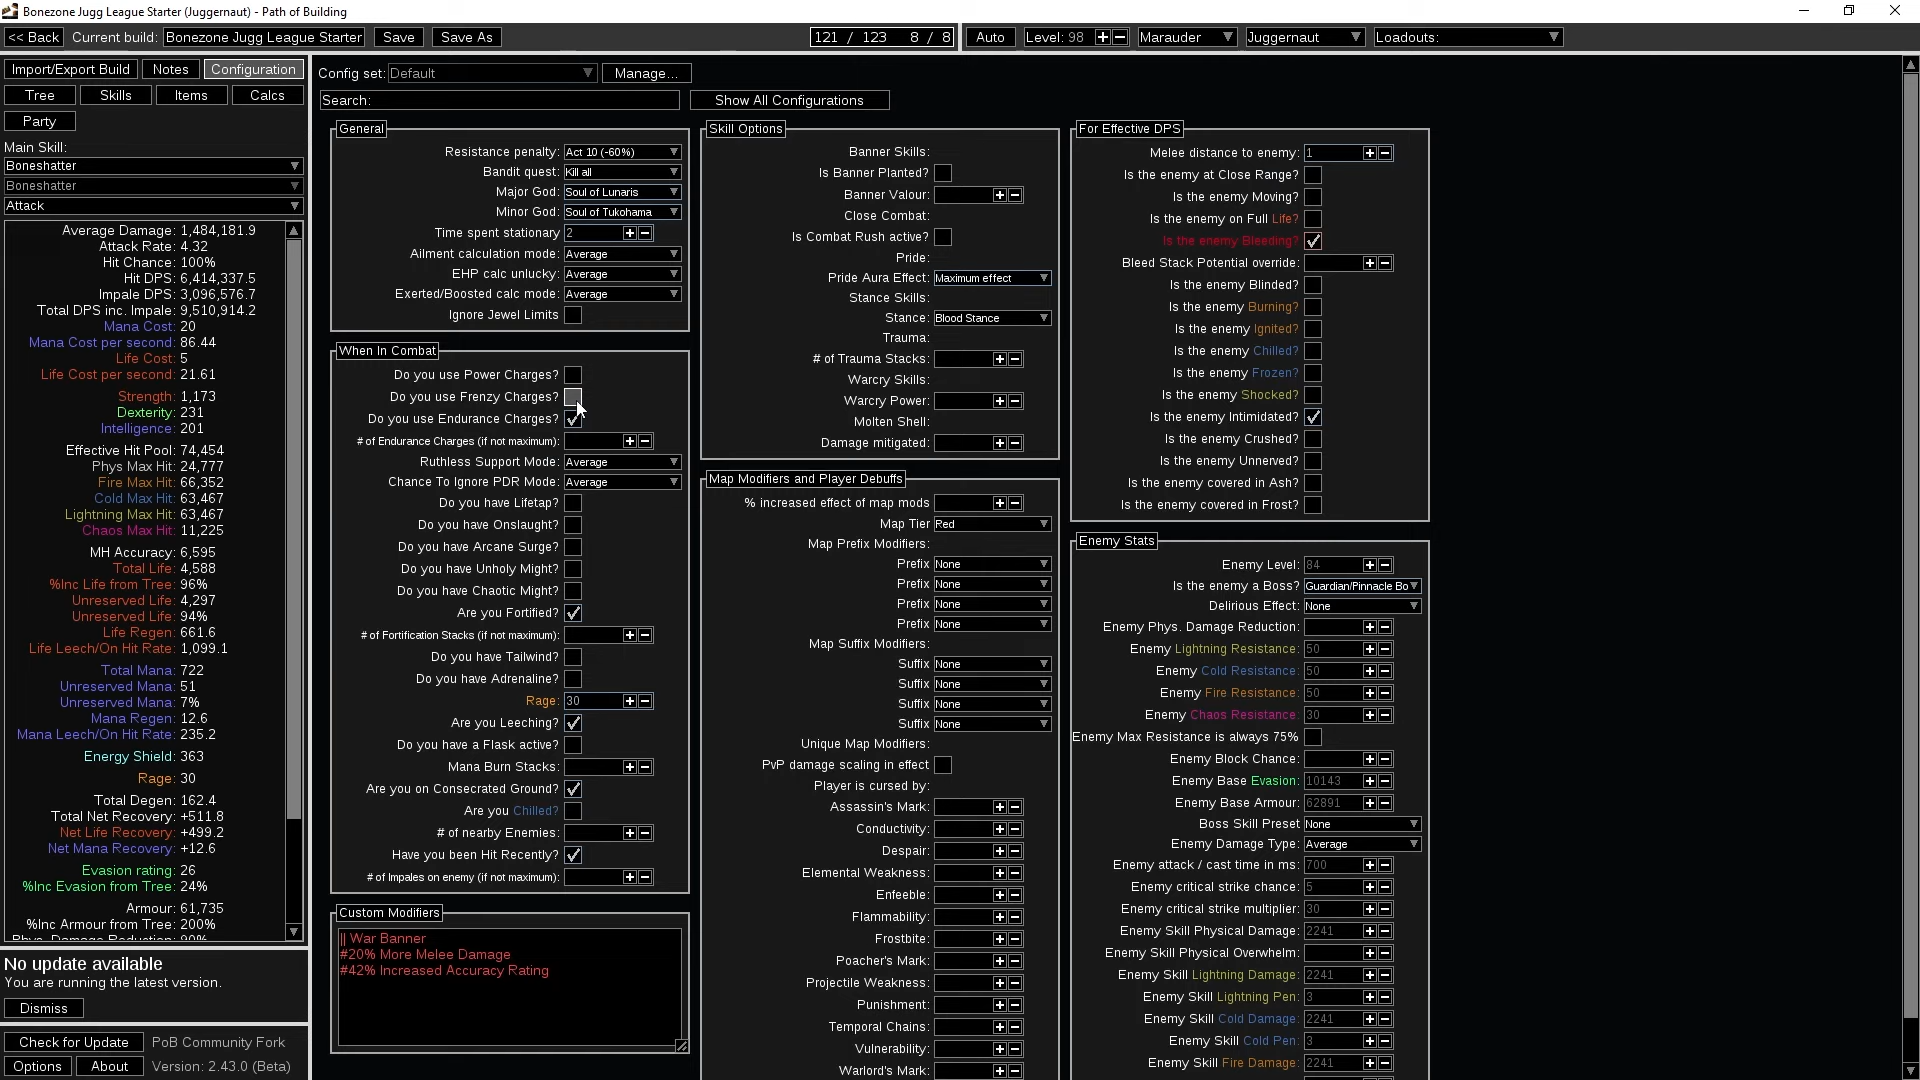 Bonezone Jugg League Starter (Juggernaut) - Path of Building
<< Back
Current build: Bonezone Jugg League Starter
Save
Save As
121 / 123 8 / 8
Auto
Level: 98
Marauder
Juggernaut
Loadouts:
Import/Export Build
Notes
Configuration
Tree
Skills
Items
Calcs
Party
Main Skill:
Boneshatter
Boneshatter
Attack
Average Damage: 1,484,181.9
Attack Rate: 4.32
Hit Chance: 100%
Hit DPS: 6,414,337.5
Impale DPS: 3,096,576.7
Total DPS inc. Impale: 9,510,914.2
Mana Cost: 20
Mana Cost per second: 86.44
Life Cost: 5
Life Cost per second: 21.61
Strength: 1,173
Dexterity: 231
Intelligence: 201
Effective Hit Pool: 74,454
Phys Max Hit: 24,777
Fire Max Hit: 66,352
Cold Max Hit: 63,467
Lightning Max Hit: 63,467
Chaos Max Hit: 11,225
MH Accuracy: 6,595
Total Life: 4,588
%Inc Life from Tree: 96%
Unreserved Life: 4,297
Unreserved Life: 94%
Life Regen: 661.6
Life Leech/On Hit Rate: 1,099.1
Total Mana: 722
Unreserved Mana: 51
Unreserved Mana: 7%
Mana Regen: 12.6
Mana Leech/On Hit Rate: 235.2
Energy Shield: 363
Rage: 30
Total Degen: 162.4
Total Net Recovery: +511.8
Net Life Recovery: +499.2
Net Mana Recovery: +12.6
Evasion rating: 26
%Inc Evasion from Tree: 24%
Armour: 61,735
%Inc Armour from Tree: 200%
Phys. Damage Reduction: 90%
No update available
You are running the latest version.
Dismiss
Check for Update
PoB Community Fork
Options
About
Version: 2.43.0 (Beta)
Config set: Default
Manage...
Search:
Show All Configurations
General
Resistance penalty: Act 10 (-60%)
Bandit quest: Kill all
Major God: Soul of Lunaris
Minor God: Soul of Tukohama
Time spent stationary 2
Ailment calculation mode: Average
EHP calc unlucky: Average
Exerted/Boosted calc mode: Average
Ignore Jewel Limits
When In Combat
Do you use Power Charges?
Do you use Frenzy Charges?
Do you use Endurance Charges?
# of Endurance Charges (if not maximum):
Ruthless Support Mode: Average
Chance To Ignore PDR Mode: Average
Do you have Lifetap?
Do you have Onslaught?
Do you have Arcane Surge?
Do you have Unholy Might?
Do you have Chaotic Might?
Are you Fortified?
# of Fortification Stacks (if not maximum):
Do you have Tailwind?
Do you have Adrenaline?
Rage: 30
Are you Leeching?
Do you have a Flask active?
Mana Burn Stacks:
Are you on Consecrated Ground?
Are you Chilled?
# of nearby Enemies:
Have you been Hit Recently?
# of Impales on enemy (if not maximum):
Custom Modifiers
|| War Banner
#20% More Melee Damage
#42% Increased Accuracy Rating
Skill Options
Banner Skills:
Is Banner Planted?
Banner Valour:
Close Combat:
Is Combat Rush active?
Pride:
Pride Aura Effect: Maximum effect
Stance Skills:
Stance: Blood Stance
Trauma:
# of Trauma Stacks:
Warcry Skills:
Warcry Power:
Molten Shell:
Damage mitigated:
Map Modifiers and Player Debuffs
% increased effect of map mods
Map Tier Red
Map Prefix Modifiers:
Prefix None
Prefix None
Prefix None
Prefix None
Map Suffix Modifiers:
Suffix None
Suffix None
Suffix None
Suffix None
Unique Map Modifiers:
PvP damage scaling in effect
Player is cursed by:
Assassin's Mark:
Conductivity:
Despair:
Elemental Weakness:
Enfeeble:
Flammability:
Frostbite:
Poacher's Mark:
Projectile Weakness:
Punishment:
Temporal Chains:
Vulnerability:
Warlord's Mark:
For Effective DPS
Melee distance to enemy: 1
Is the enemy at Close Range?
Is the enemy Moving?
Is the enemy on Full Life?
Is the enemy Bleeding?
Bleed Stack Potential override:
Is the enemy Blinded?
Is the enemy Burning?
Is the enemy Ignited?
Is the enemy Chilled?
Is the enemy Frozen?
Is the enemy Shocked?
Is the enemy Intimidated?
Is the enemy Crushed?
Is the enemy Unnerved?
Is the enemy covered in Ash?
Is the enemy covered in Frost?
Enemy Stats
Enemy Level: 84
Is the enemy a Boss? Guardian/Pinnacle Bo
Delirious Effect: None
Enemy Phys. Damage Reduction:
Enemy Lightning Resistance: 50
Enemy Cold Resistance: 50
Enemy Fire Resistance: 50
Enemy Chaos Resistance: 30
Enemy Max Resistance is always 75%
Enemy Block Chance:
Enemy Base Evasion: 10143
Enemy Base Armour: 62891
Boss Skill Preset None
Enemy Damage Type: Average
Enemy attack / cast time in ms: 700
Enemy critical strike chance: 5
Enemy critical strike multiplier: 30
Enemy Skill Physical Damage: 2241
Enemy Skill Physical Overwhelm:
Enemy Skill Lightning Damage: 2241
Enemy Skill Lightning Pen: 3
Enemy Skill Cold Damage: 2241
Enemy Skill Cold Pen: 3
Enemy Skill Fire Damage: 2241